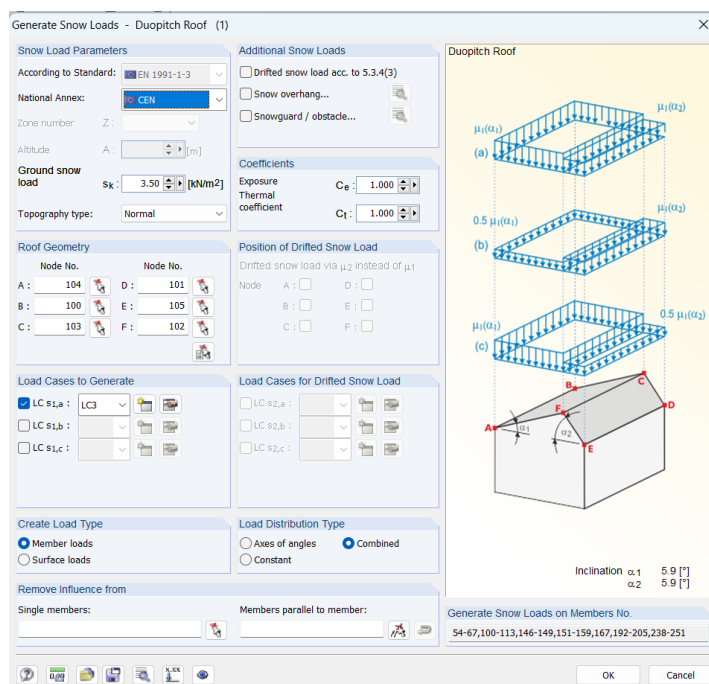 Generate Snow Loads - Duopitch Roof (1)
Snow Load Parameters
According to Standard: EN 1991-1-3
National Annex: CEN
Zone number Z :
Altitude A : [m]
Ground snow load sk : 3.50 [kN/m2]
Topography type: Normal
Additional Snow Loads
Drifted snow load acc. to 5.3.4(3)
Snow overhang...
Snowguard / obstacle...
Coefficients
Exposure Ce : 1.000
Thermal coefficient Ct : 1.000
Roof Geometry
Node No. Node No.
A : 104 D : 101
B : 100 E : 105
C : 103 F : 102
Position of Drifted Snow Load
Drifted snow load via μ2 instead of μ1
Node A : D :
B : E :
C : F :
Load Cases to Generate
LC s1,a : LC3
LC s1,b :
LC s1,c :
Load Cases for Drifted Snow Load
LC s2,a :
LC s2,b :
LC s2,c :
Create Load Type
Member loads
Surface loads
Load Distribution Type
Axes of angles Combined
Constant
Remove Influence from
Single members:
Members parallel to member:
Duopitch Roof
μ1(α2)
μ1(α1)
(a)
μ1(α2)
0.5 μ1(α1)
(b)
0.5 μ1(α2)
μ1(α1)
(c)
B
C
F
D
A
α1
α2
E
Inclination α1 5.9 [°]
α2 5.9 [°]
Generate Snow Loads on Members No.
54-67,100-113,146-149,151-159,167,192-205,238-251
0.00
x.xx
OK Cancel